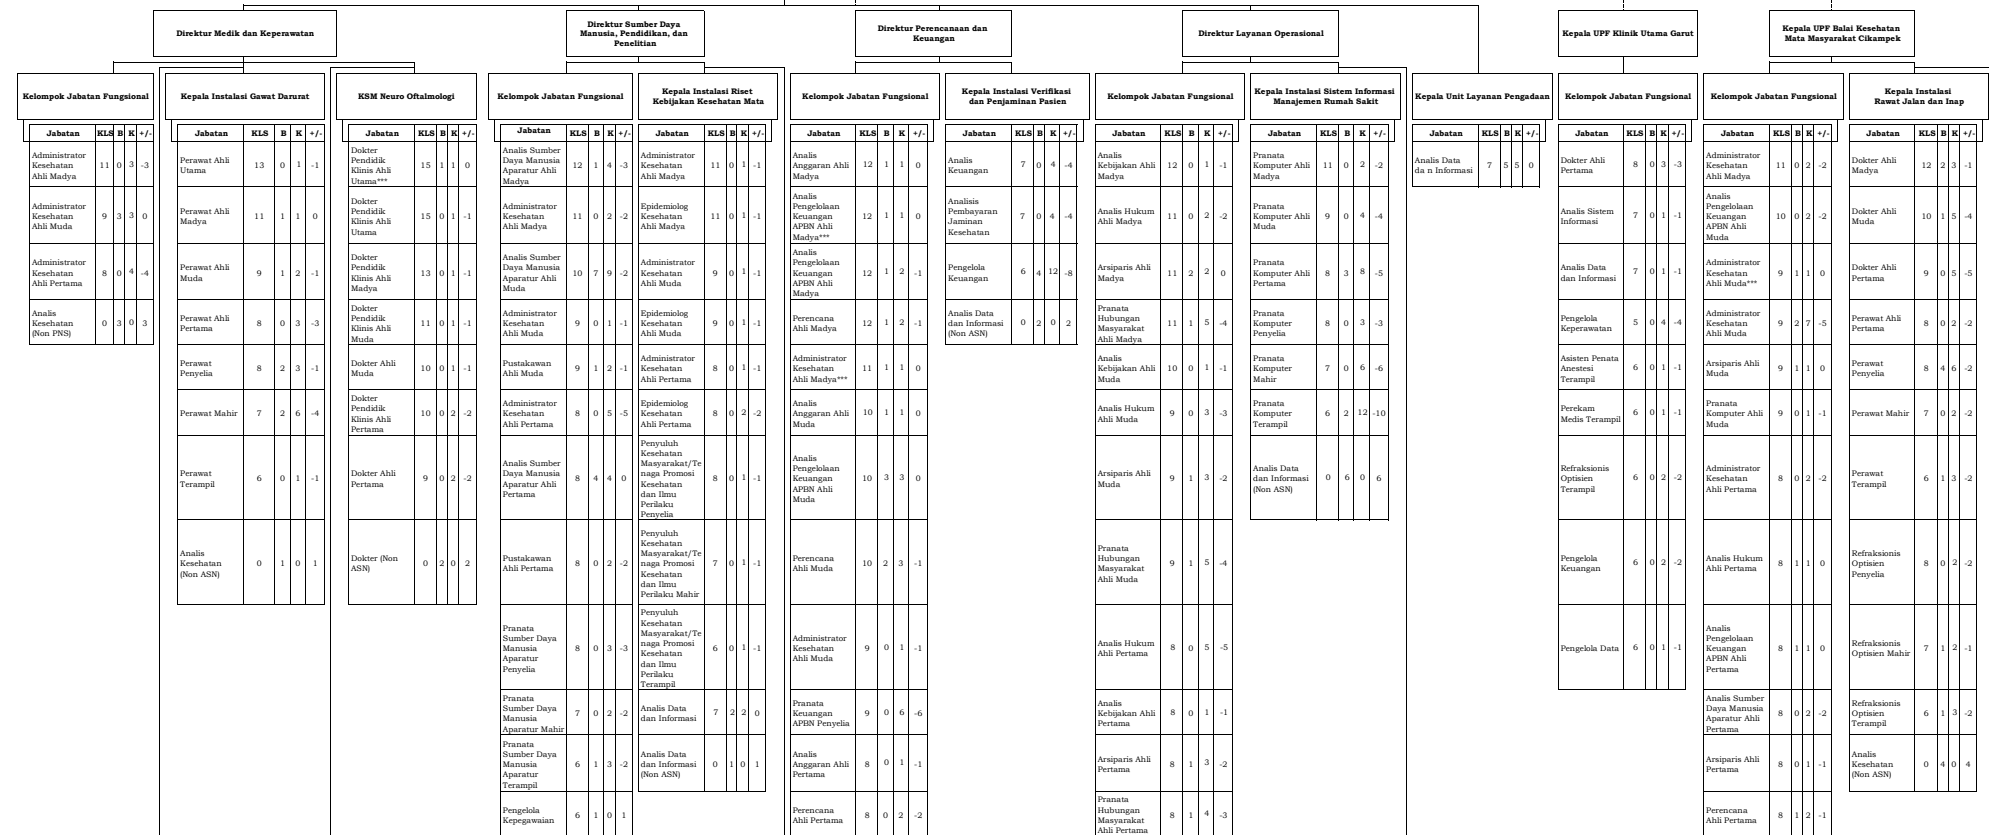 Direktur Medik dan Keperawatan
Direktur Sumber Daya
Manusia, Pendidikan, dan
Penelitian
Direktur Perencanaan dan
Keuangan
Direktur Layanan Operasional
Kepala UPF Klinik Utama Garut
Kepala UPF Balai Kesehatan
Mata Masyarakat Cikampek
Kelompok Jabatan Fungsional
Jabatan KLS B K +/-
Administrator
Kesehatan
Ahli Madya
11 0 3 -3
Administrator
Kesehatan
Ahli Muda
9 3 3 0
Administrator
Kesehatan
Ahli Pertama
8 0 4 -4
Analis
Kesehatan
(Non PNS)
0 3 0 3
Kepala Instalasi Gawat Darurat
Jabatan KLS B K +/-
Perawat Ahli
Utama
13 0 1 -1
Perawat Ahli
Madya
11 1 1 0
Perawat Ahli
Muda
9 1 2 -1
Perawat Ahli
Pertama
8 0 3 -3
Perawat
Penyelia
8 2 3 -1
Perawat Mahir 7 2 6 -4
Perawat
Terampil
6 0 1 -1
Analis
Kesehatan
(Non ASN)
0 1 0 1
KSM Neuro Oftalmologi
Jabatan KLS B K +/-
Dokter
Pendidik
Klinis Ahli
Utama***
15 1 1 0
Dokter
Pendidik
Klinis Ahli
Utama
15 0 1 -1
Dokter
Pendidik
Klinis Ahli
Madya
13 0 1 -1
Dokter
Pendidik
Klinis Ahli
Muda
11 0 1 -1
Dokter Ahli
Muda
10 0 1 -1
Dokter
Pendidik
Klinis Ahli
Pertama
10 0 2 -2
Dokter Ahli
Pertama
9 0 2 -2
Dokter (Non
ASN)
0 2 0 2
Kelompok Jabatan Fungsional
Jabatan KLS B K +/-
Analis Sumber
Daya Manusia
Aparatur Ahli
Madya
12 1 4 -3
Administrator
Kesehatan
Ahli Madya
11 0 2 -2
Analis Sumber
Daya Manusia
Aparatur Ahli
Muda
10 7 9 -2
Administrator
Kesehatan
Ahli Muda
9 0 1 -1
Pustakawan
Ahli Muda
9 1 2 -1
Administrator
Kesehatan
Ahli Pertama
8 0 5 -5
Analis Sumber
Daya Manusia
Aparatur Ahli
Pertama
8 4 4 0
Pustakawan
Ahli Pertama
8 0 2 -2
Pranata
Sumber Daya
Manusia
Aparatur
Penyelia
8 0 3 -3
Pranata
Sumber Daya
Manusia
Aparatur Mahir
7 0 2 -2
Pranata
Sumber Daya
Manusia
Aparatur
Terampil
6 1 3 -2
Pengelola
Kepegawaian
6 1 0 1
Kepala Instalasi Riset
Kebijakan Kesehatan Mata
Jabatan KLS B K +/-
Administrator
Kesehatan
Ahli Madya
11 0 1 -1
Epidemiolog
Kesehatan
Ahli Madya
11 0 1 -1
Administrator
Kesehatan
Ahli Muda
9 0 1 -1
Epidemiolog
Kesehatan
Ahli Muda
9 0 1 -1
Administrator
Kesehatan
Ahli Pertama
8 0 1 -1
Epidemiolog
Kesehatan
Ahli Pertama
8 0 2 -2
Penyuluh
Kesehatan
Masyarakat/Te
naga Promosi
Kesehatan
dan Ilmu
Perilaku
Penyelia
8 0 1 -1
Penyuluh
Kesehatan
Masyarakat/Te
naga Promosi
Kesehatan
dan Ilmu
Perilaku Mahir
7 0 1 -1
Penyuluh
Kesehatan
Masyarakat/Te
naga Promosi
Kesehatan
dan Ilmu
Perilaku
Terampil
6 0 1 -1
Analis Data
dan Informasi
7 2 2 0
Analis Data
dan Informasi
(Non ASN)
0 1 0 1
Kelompok Jabatan Fungsional
Jabatan KLS B K +/-
Analis
Anggaran Ahli
Madya
12 1 1 0
Analis
Pengelolaan
Keuangan
APBN Ahli
Madya***
12 1 1 0
Analis
Pengelolaan
Keuangan
APBN Ahli
Madya
12 1 2 -1
Perencana
Ahli Madya
12 1 2 -1
Administrator
Kesehatan
Ahli Madya***
11 1 1 0
Analis
Anggaran Ahli
Muda
10 1 1 0
Analis
Pengelolaan
Keuangan
APBN Ahli
Muda
10 3 3 0
Perencana
Ahli Muda
10 2 3 -1
Administrator
Kesehatan
Ahli Muda
9 0 1 -1
Pranata
Keuangan
APBN Penyelia
9 0 6 -6
Analis
Anggaran Ahli
Pertama
8 0 1 -1
Perencana
Ahli Pertama
8 0 2 -2
Kepala Instalasi Verifikasi
dan Penjaminan Pasien
Jabatan KLS B K +/-
Analis
Keuangan
7 0 4 -4
Analisis
Pembayaran
Jaminan
Kesehatan
7 0 4 -4
Pengelola
Keuangan
6 4 12 -8
Analis Data
dan Informasi
(Non ASN)
0 2 0 2
Kelompok Jabatan Fungsional
Jabatan KLS B K +/-
Analis
Kebijakan Ahli
Madya
12 0 1 -1
Analis Hukum
Ahli Madya
11 0 2 -2
Arsiparis Ahli
Madya
11 2 2 0
Pranata
Hubungan
Masyarakat
Ahli Madya
11 1 5 -4
Analis
Kebijakan Ahli
Muda
10 0 1 -1
Analis Hukum
Ahli Muda
9 0 3 -3
Arsiparis Ahli
Muda
9 1 3 -2
Pranata
Hubungan
Masyarakat
Ahli Muda
9 1 5 -4
Analis Hukum
Ahli Pertama
8 0 5 -5
Analis
Kebijakan Ahli
Pertama
8 0 1 -1
Arsiparis Ahli
Pertama
8 1 3 -2
Pranata
Hubungan
Masyarakat
Ahli Pertama
8 1 4 -3
Kepala Instalasi Sistem Informasi
Manajemen Rumah Sakit
Jabatan KLS B K +/-
Pranata
Komputer Ahli
Madya
11 0 2 -2
Pranata
Komputer Ahli
Muda
9 0 4 -4
Pranata
Komputer Ahli
Pertama
8 3 8 -5
Pranata
Komputer
Penyelia
8 0 3 -3
Pranata
Komputer
Mahir
7 0 6 -6
Pranata
Komputer
Terampil
6 2 12 -10
Analis Data
dan Informasi
(Non ASN)
0 6 0 6
Kepala Unit Layanan Pengadaan
Jabatan KLS B K +/-
Analis Data
da n Informasi
7 5 5 0
Kelompok Jabatan Fungsional
Jabatan KLS B K +/-
Dokter Ahli
Pertama
8 0 3 -3
Analis Sistem
Informasi
7 0 1 -1
Analis Data
dan Informasi
7 0 1 -1
Pengelola
Keperawatan
5 0 4 -4
Asisten Penata
Anestesi
Terampil
6 0 1 -1
Perekam
Medis Terampil
6 0 1 -1
Refraksionis
Optisien
Terampil
6 0 2 -2
Pengelola
Keuangan
6 0 2 -2
Pengelola Data 6 0 1 -1
Kelompok Jabatan Fungsional
Jabatan KLS B K +/-
Administrator
Kesehatan
Ahli Madya
11 0 2 -2
Analis
Pengelolaan
Keuangan
APBN Ahli
Muda
10 0 2 -2
Administrator
Kesehatan
Ahli Muda***
9 1 1 0
Administrator
Kesehatan
Ahli Muda
9 2 7 -5
Arsiparis Ahli
Muda
9 1 1 0
Pranata
Komputer Ahli
Muda
9 0 1 -1
Administrator
Kesehatan
Ahli Pertama
8 0 2 -2
Analis Hukum
Ahli Pertama
8 1 1 0
Analis
Pengelolaan
Keuangan
APBN Ahli
Pertama
8 1 1 0
Analis Sumber
Daya Manusia
Aparatur Ahli
Pertama
8 0 2 -2
Arsiparis Ahli
Pertama
8 0 1 -1
Perencana
Ahli Pertama
8 1 2 -1
Kepala Instalasi
Rawat Jalan dan Inap
Jabatan KLS B K +/-
Dokter Ahli
Madya
12 2 3 -1
Dokter Ahli
Muda
10 1 5 -4
Dokter Ahli
Pertama
9 0 5 -5
Perawat Ahli
Pertama
8 0 2 -2
Perawat
Penyelia
8 4 6 -2
Perawat Mahir 7 0 2 -2
Perawat
Terampil
6 1 3 -2
Refraksionis
Optisien
Penyelia
8 0 2 -2
Refraksionis
Optisien Mahir
7 1 2 -1
Refraksionis
Optisien
Terampil
6 1 3 -2
Analis
Kesehatan
(Non ASN)
0 4 0 4